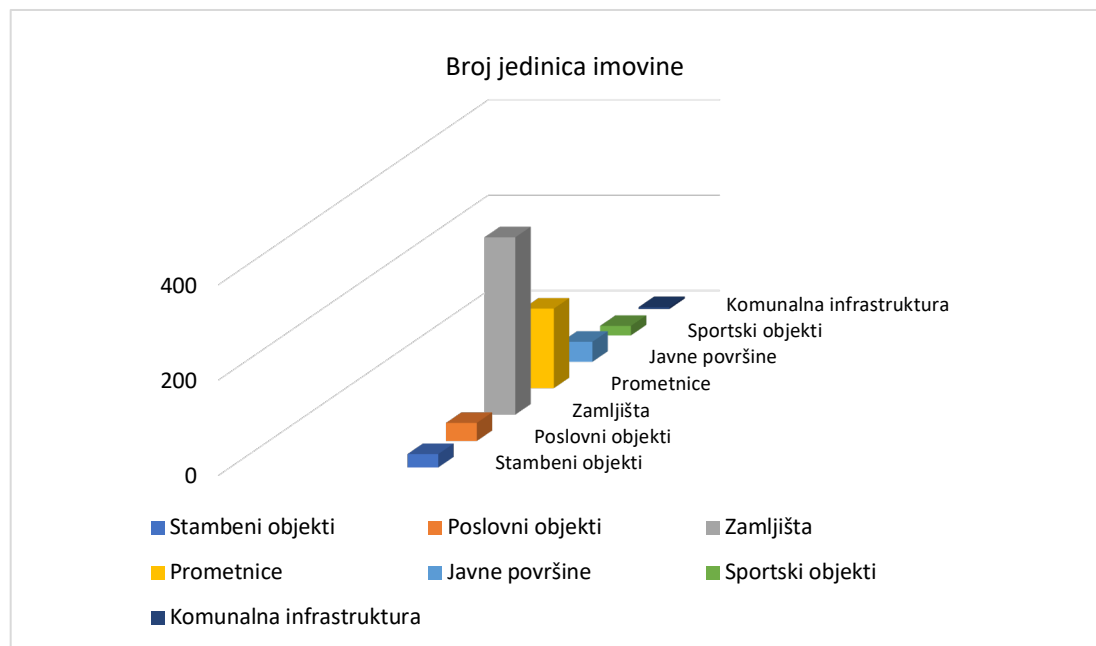 Broj jedinica imovine
400
200
0
Komunalna infrastruktura
Sportski objekti
Javne površine
Prometnice
Zamljišta
Poslovni objekti
Stambeni objekti
Stambeni objekti Poslovni objekti Zamljišta
Prometnice Javne površine Sportski objekti
Komunalna infrastruktura